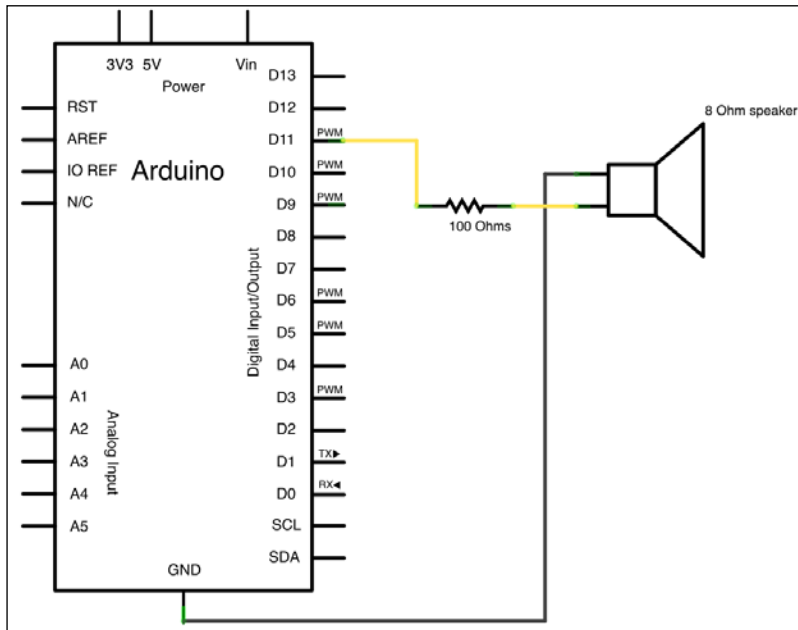 3V3 5V Vin
Power
RST
AREF
IO REF
N/C
Arduino
A0
A1
A2
A3
A4
A5
Analog Input
Digital Input/Output
D13
D12
D11 PWM
D10 PWM
D9 PWM
D8
D7
D6 PWM
D5 PWM
D4
D3 PWM
D2
D1 TX▶
D0 RX◀
SCL
SDA
GND
100 Ohms
8 Ohm speaker